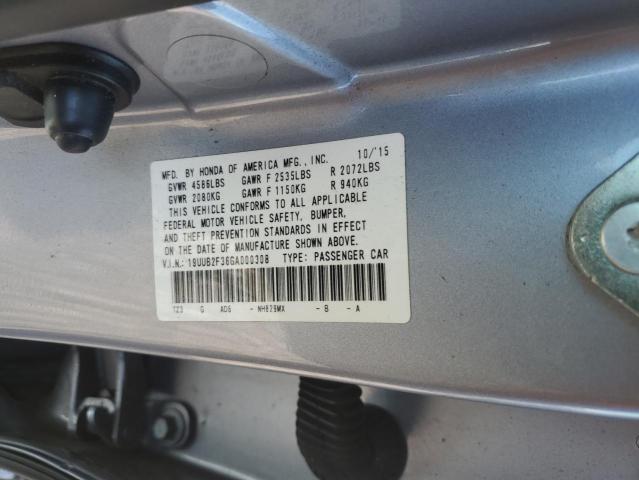 MFD. BY HONDA OF AMERICA MFG., INC. 10/'15
GVWR 4586LBS GAWR F 2535LBS R 2072LBS
GVWR 2080KG GAWR F 1150KG R 940KG
THIS VEHICLE CONFORMS TO ALL APPLICABLE
FEDERAL MOTOR VEHICLE SAFETY, BUMPER,
AND THEFT PREVENTION STANDARDS IN EFFECT
ON THE DATE OF MANUFACTURE SHOWN ABOVE.
V.I.N.: 19UUB2F36GA000308 TYPE: PASSENGER CAR
TZ3 G AD6 - NH829MX - B - A